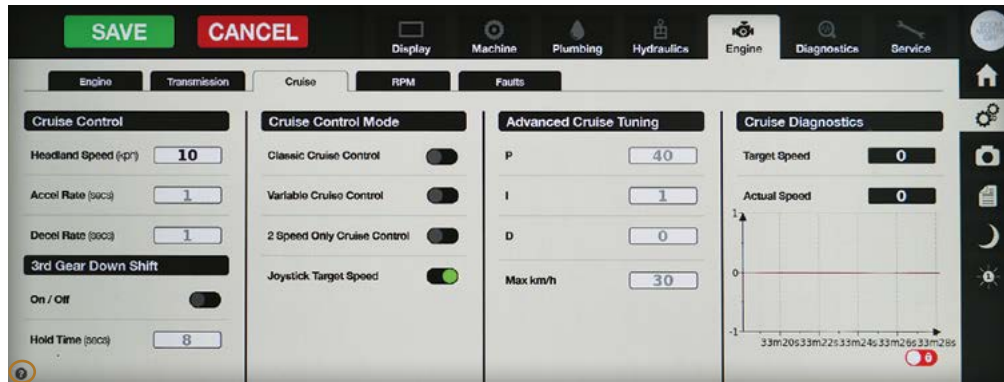 SAVE
CANCEL
Display
Machine
Plumbing
Hydraulics
Engine
Diagnostics
Service
Engine
Transmission
Cruise
RPM
Faults
Cruise Control
Headland Speed (kph) 10
Accel Rate (secs) 1
Decel Rate (secs) 1
3rd Gear Down Shift
On / Off
Hold Time (secs) 8
Cruise Control Mode
Classic Cruise Control
Variable Cruise Control
2 Speed Only Cruise Control
Joystick Target Speed
Advanced Cruise Tuning
P 40
I 1
D 0
Max km/h 30
Cruise Diagnostics
Target Speed 0
Actual Speed 0
1
0
-1
33m20s33m22s33m24s33m26s33m28s
?